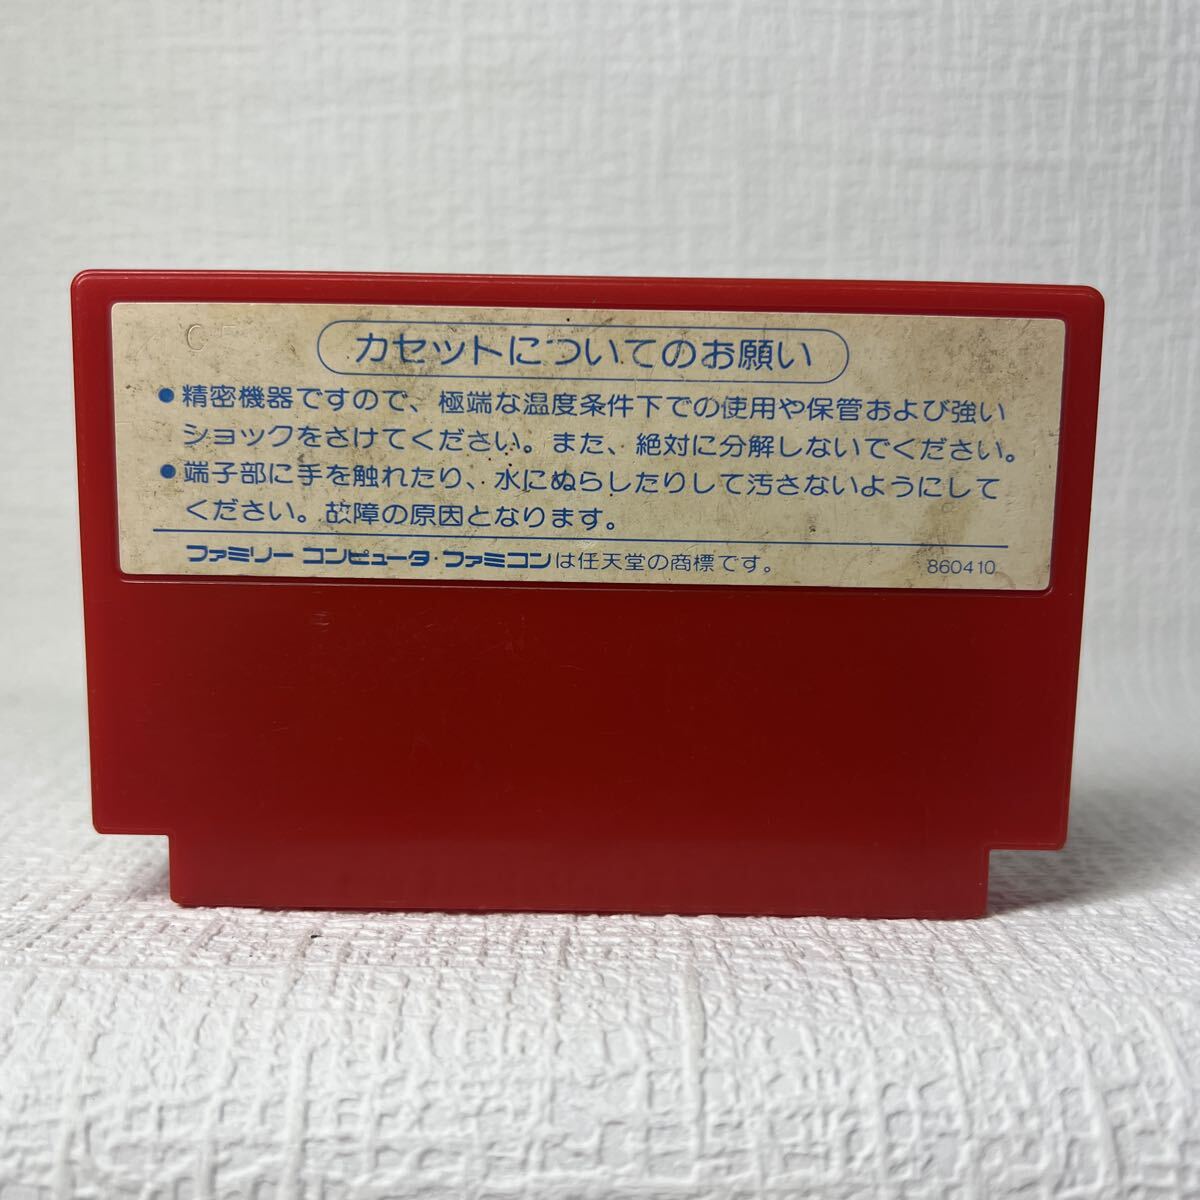 カセットについてのお願い
●精密機器ですので、極端な温度条件下での使用や保管および強い
ショックをさけてください。また、絶対に分解しないでください。
●端子部に手を触れたり、水にぬらしたりして汚さないようにして
ください。故障の原因となります。
ファミリーコンピュータ・ファミコンは任天堂の商標です。 860410